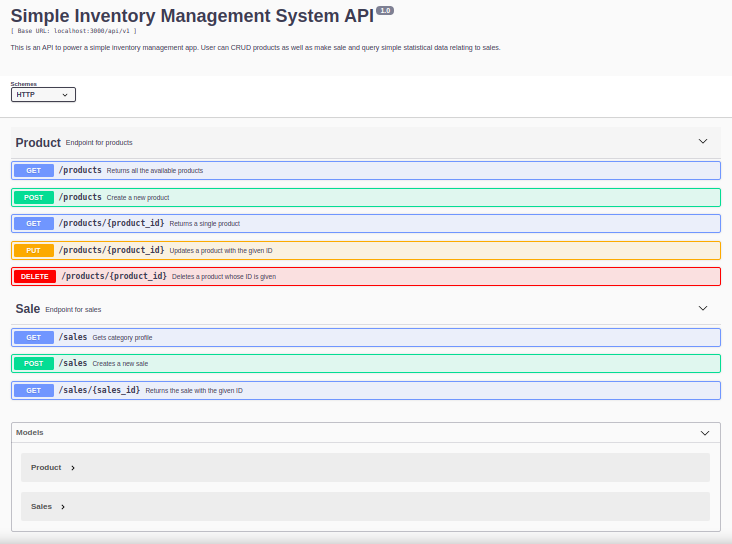 Simple Inventory Management System API 1.0
[ Base URL: localhost:3000/api/v1 ]
This is an API to power a simple inventory management app. User can CRUD products as well as make sale and query simple statistical data relating to sales.
Schemes
HTTP
Product Endpoint for products
GET /products Returns all the available products
POST /products Create a new product
GET /products/{product_id} Returns a single product
PUT /products/{product_id} Updates a product with the given ID
DELETE /products/{product_id} Deletes a product whose ID is given
Sale Endpoint for sales
GET /sales Gets category profile
POST /sales Creates a new sale
GET /sales/{sales_id} Returns the sale with the given ID
Models
Product
Sales